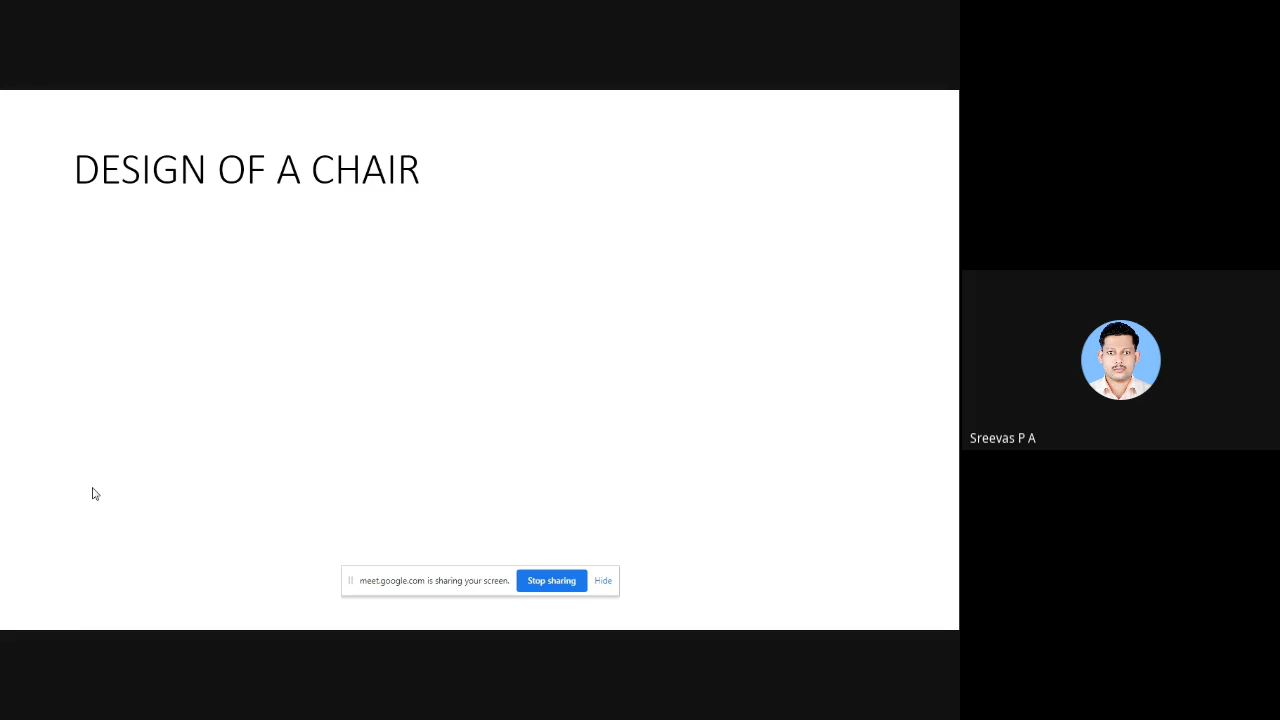 DESIGN OF A CHAIR
Sreevas P A
meet.google.com is sharing your screen. Stop sharing Hide